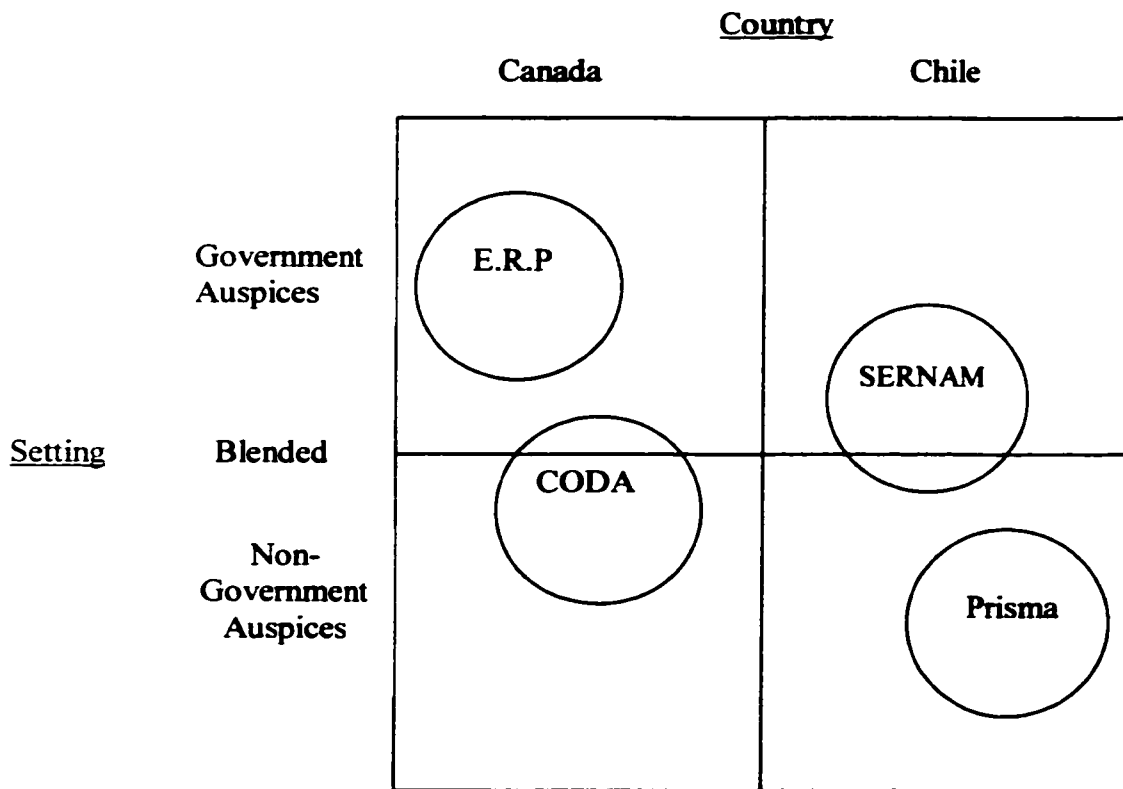 Country
Canada Chile
Government
Auspices
E.R.P
SERNAM
Setting Blended
CODA
Non-
Government
Auspices
Prisma